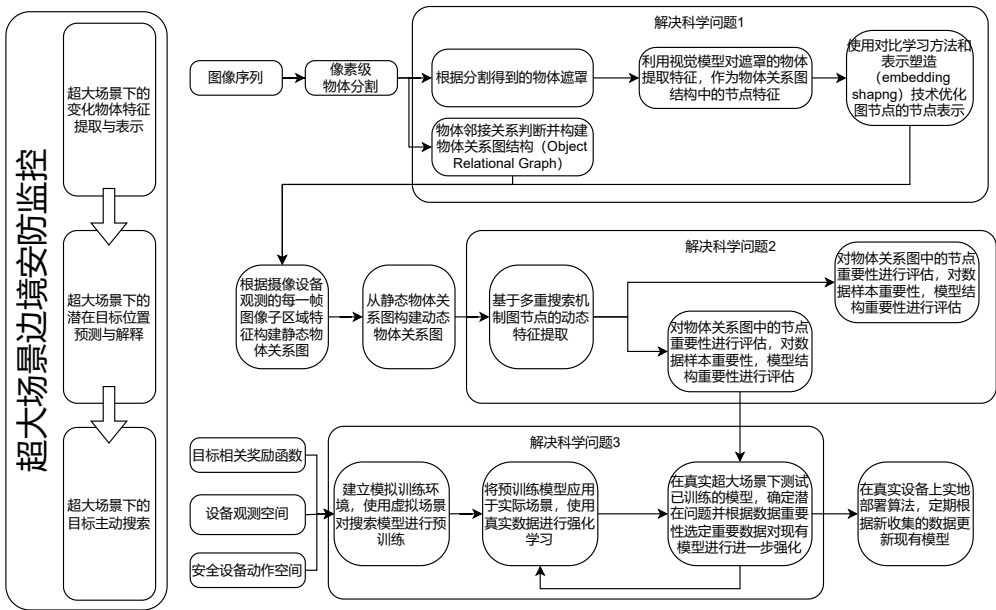 超大场景边境安防监控
超大场景下的
变化物体特征
提取与表示
超大场景下的
潜在目标位置
预测与解释
超大场景下的
目标主动搜索
解决科学问题1
图像序列
像素级
物体分割
根据分割得到的物体遮罩
利用视觉模型对遮罩的物体
提取特征，作为物体关系图
结构中的节点特征
使用对比学习方法和
表示塑造
（embedding
shapng）技术优化
图节点的节点表示
物体邻接关系判断并构建
物体关系图结构（Object
Relational Graph）
解决科学问题2
根据摄像设备
观测的每一帧
图像子区域特
征构建静态物
体关系图
从静态物体关
系图构建动态
物体关系图
基于多重搜索机
制图节点的动态
特征提取
对物体关系图中的节点
重要性进行评估，对数
据样本重要性，模型结
构重要性进行评估
对物体关系图中的节点
重要性进行评估，对数
据样本重要性，模型结
构重要性进行评估
解决科学问题3
目标相关奖励函数
设备观测空间
安全设备动作空间
建立模拟训练环
境，使用虚拟场景
对搜索模型进行预
训练
将预训练模型应用
于实际场景，使用
真实数据进行强化
学习
在真实超大场景下测试
已训练的模型，确定潜
在问题并根据数据重要
性选定重要数据对现有
模型进行进一步强化
在真实设备上实地
部署算法，定期根
据新收集的数据更
新现有模型